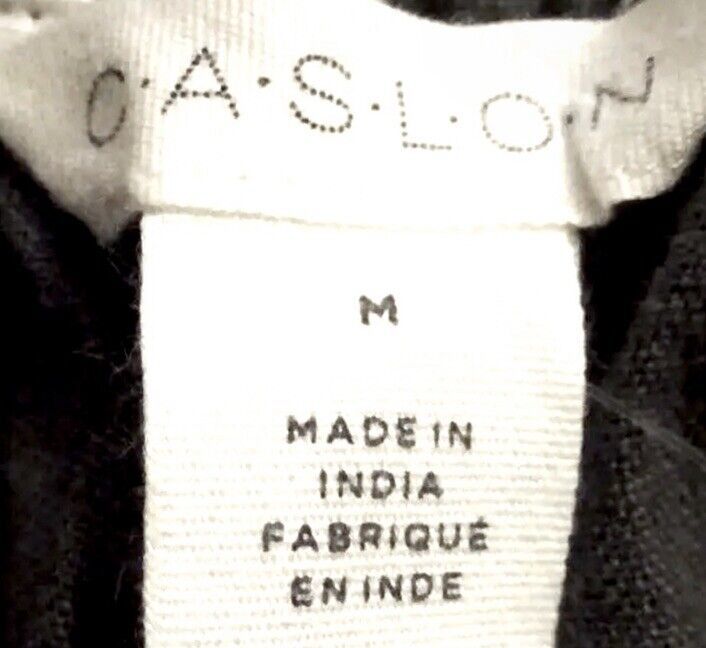 C·A·S·L·O·N
M
MADE IN
INDIA
FABRIQUÉ
EN INDE